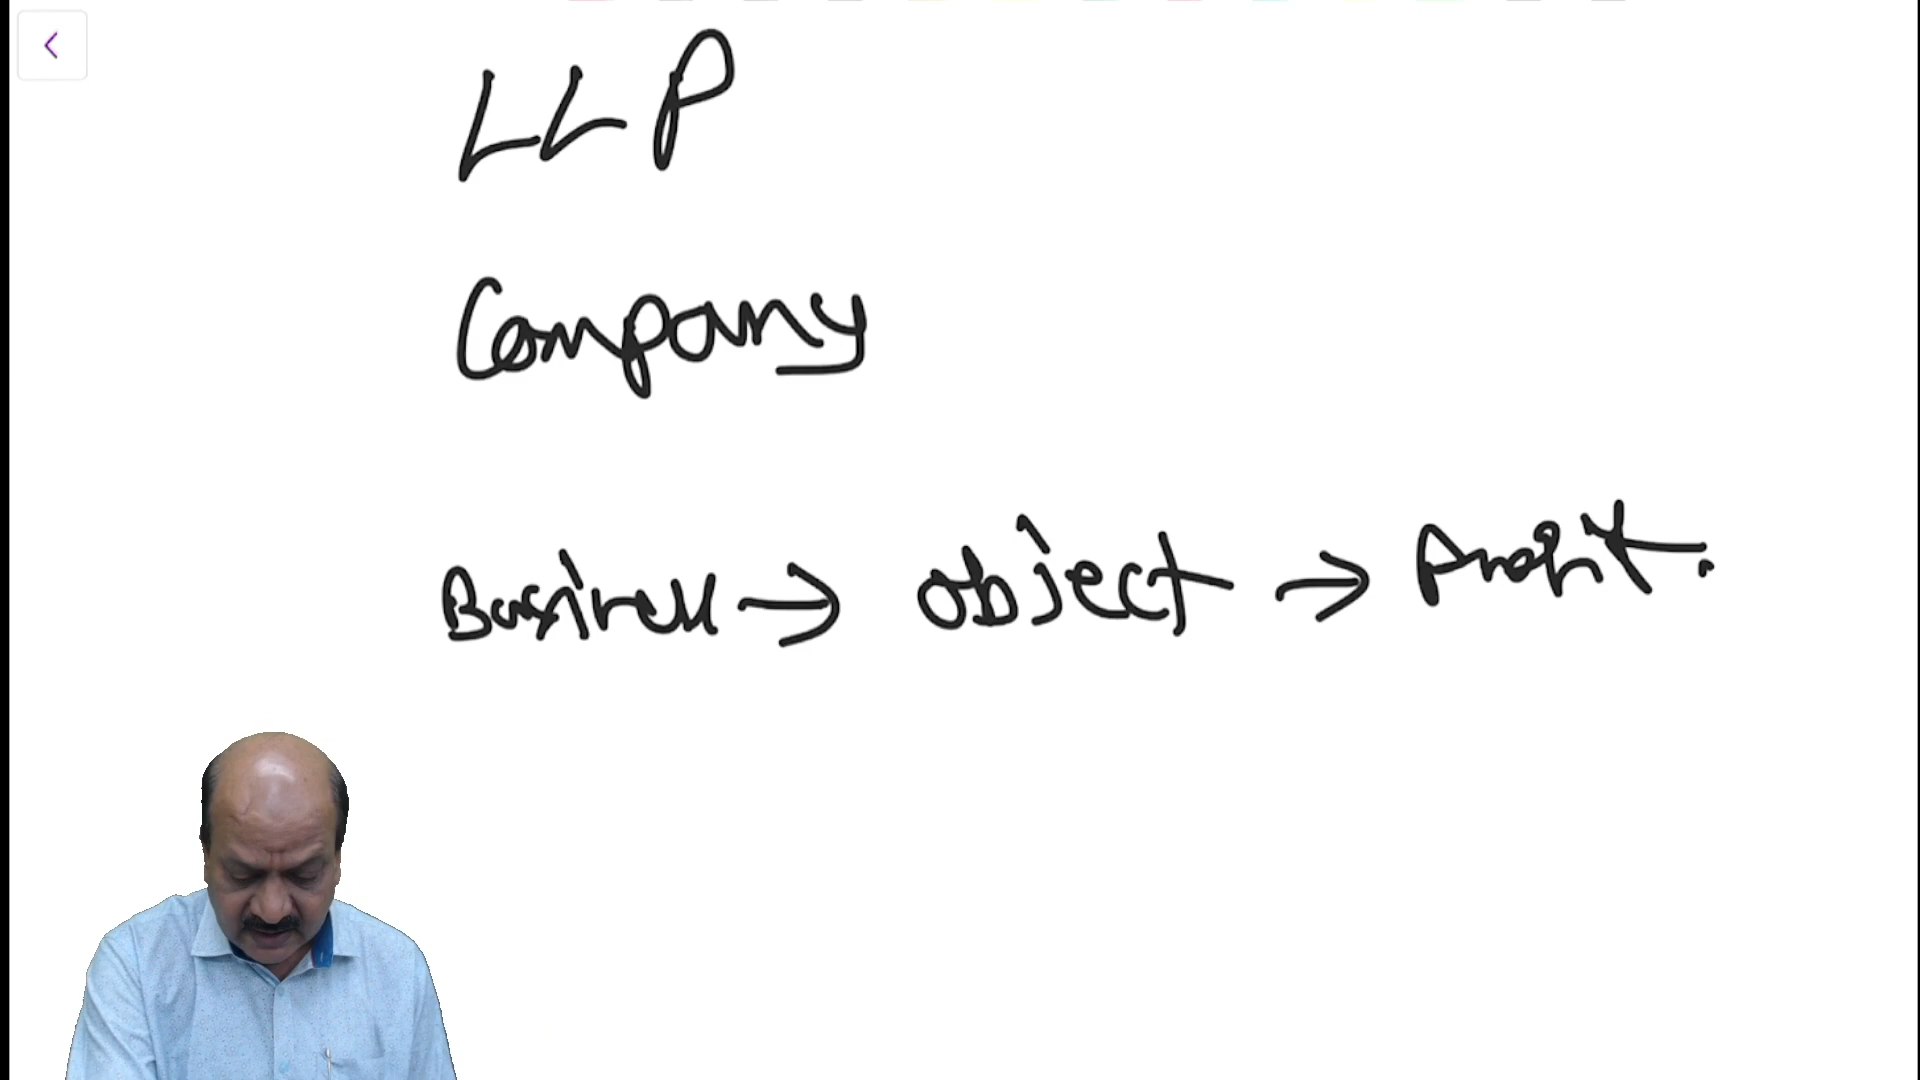 LLP
Company
Business → object → Profit.